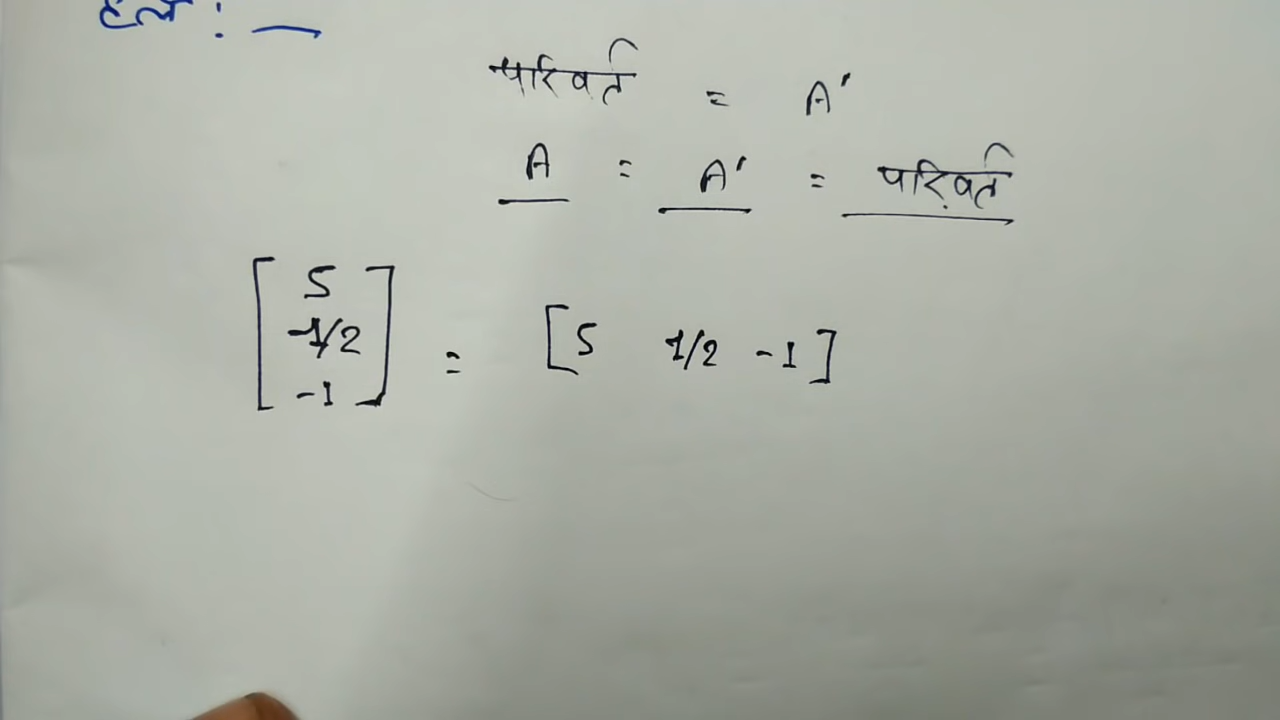 हल : —
परिवर्त = A'
A = A' = परिवर्त
[ 5
-1/2
-1 ] = [ 5 1/2 -1 ]